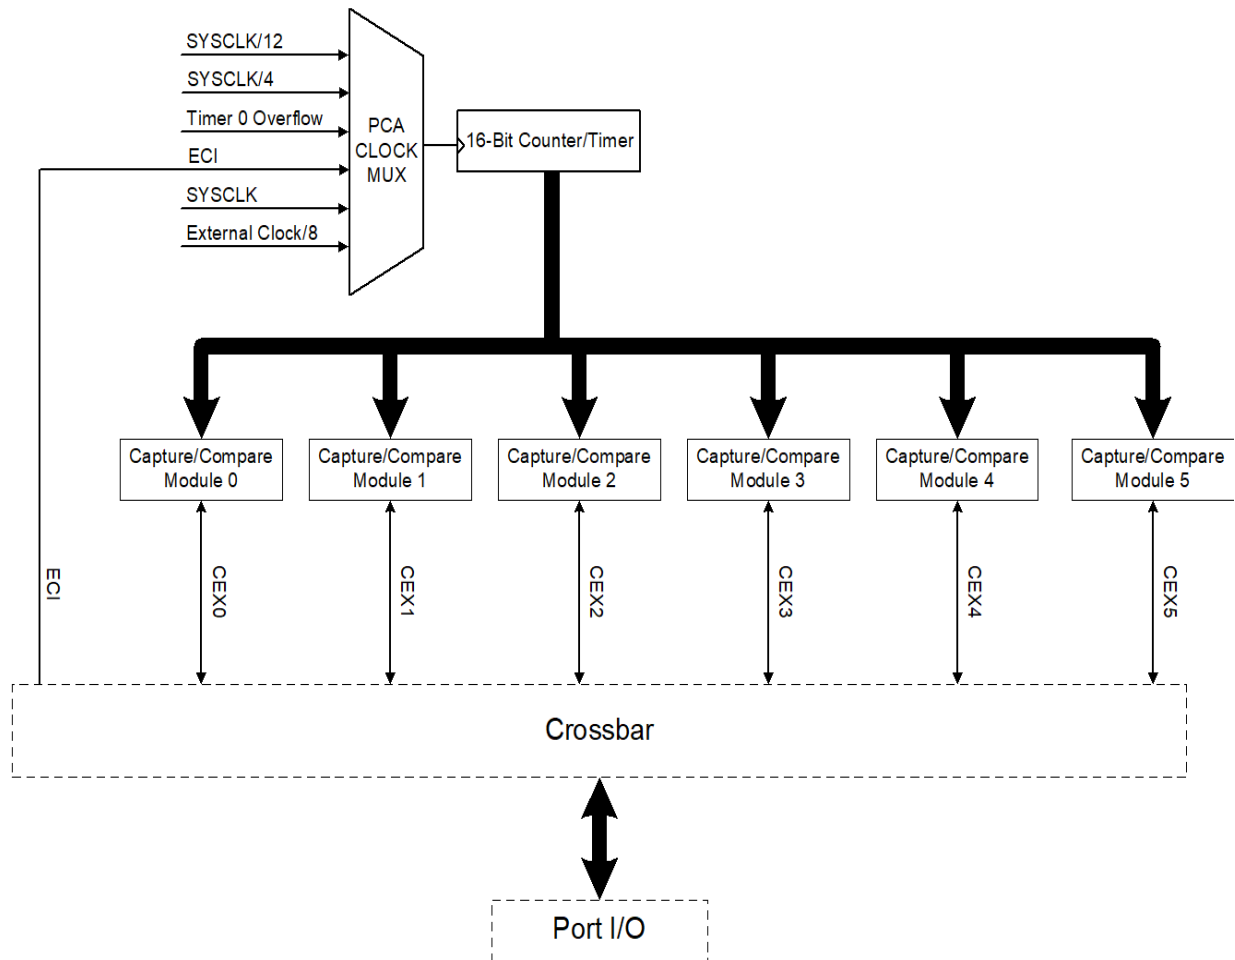 SYSCLK/12
SYSCLK/4
Timer 0 Overflow
ECI
SYSCLK
External Clock/8
PCA
CLOCK
MUX
16-Bit Counter/Timer
Capture/Compare
Module 0
Capture/Compare
Module 1
Capture/Compare
Module 2
Capture/Compare
Module 3
Capture/Compare
Module 4
Capture/Compare
Module 5
ECI
CEX0
CEX1
CEX2
CEX3
CEX4
CEX5
Crossbar
Port I/O